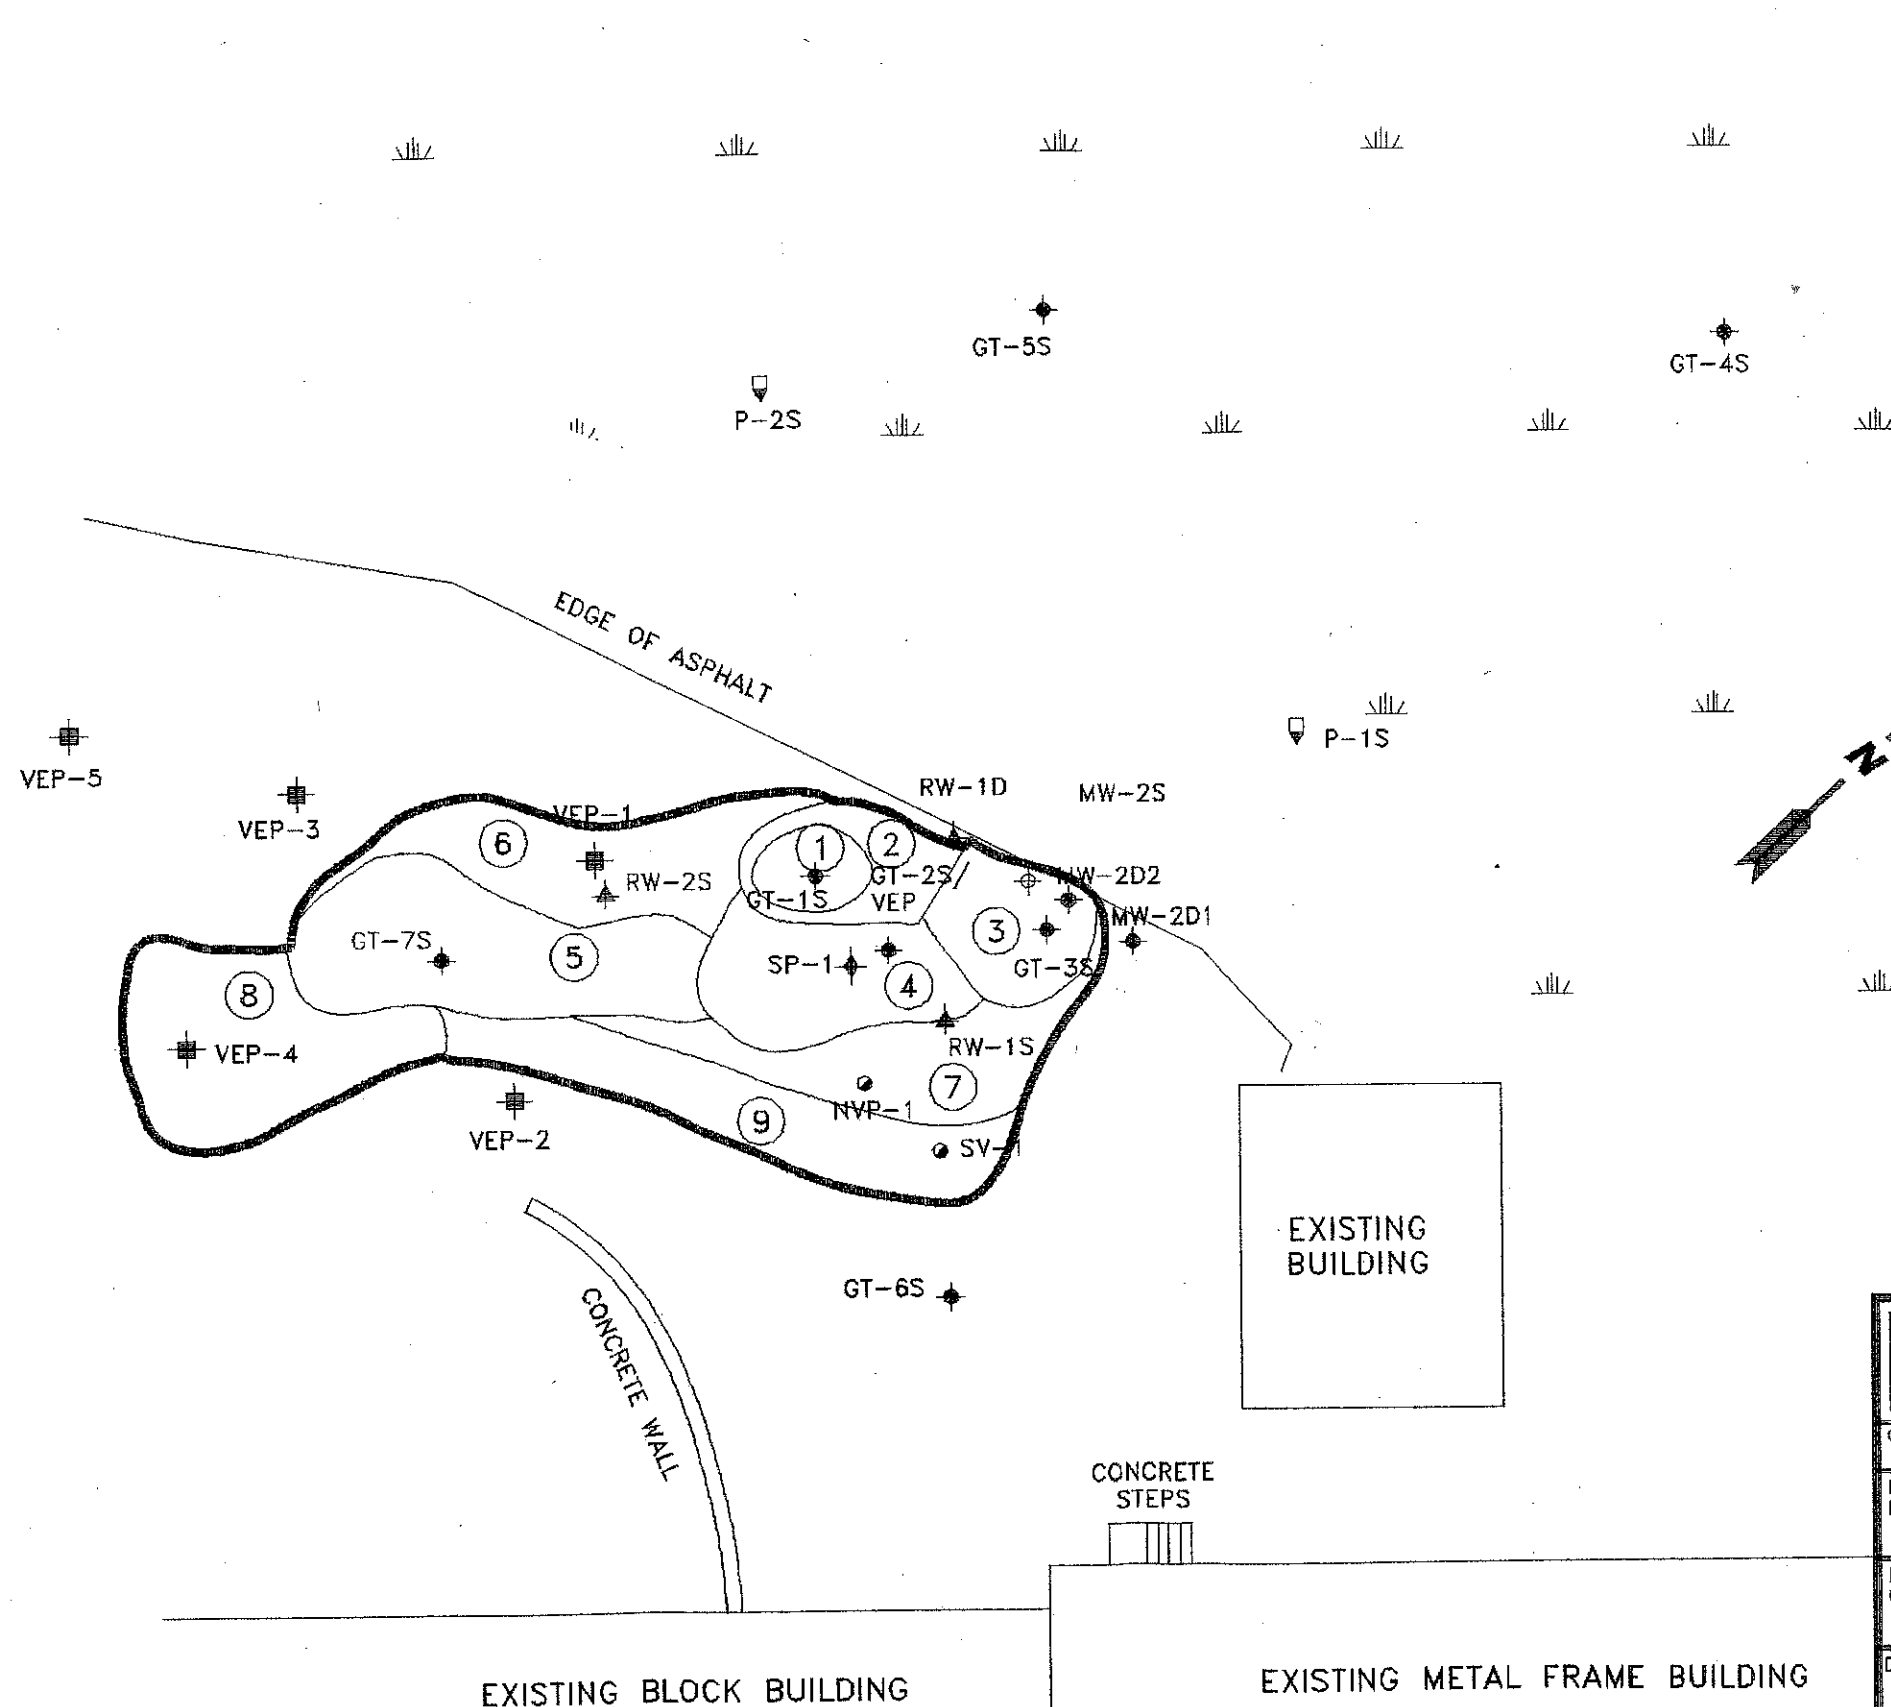 GT-5S
GT-4S
P-2S
EDGE OF ASPHALT
P-1S
N
VEP-5
VEP-3
VEP-1
RW-1D
MW-2S
6
1
2
RW-2S
GT-1S
GT-2S
VEP
MW-2D2
MW-2D1
GT-7S
5
3
SP-1
GT-3S
8
4
VEP-4
RW-1S
7
NVP-1
9
VEP-2
SV-1
EXISTING
BUILDING
GT-6S
CONCRETE WALL
CONCRETE
STEPS
EXISTING BLOCK BUILDING
EXISTING METAL FRAME BUILDING